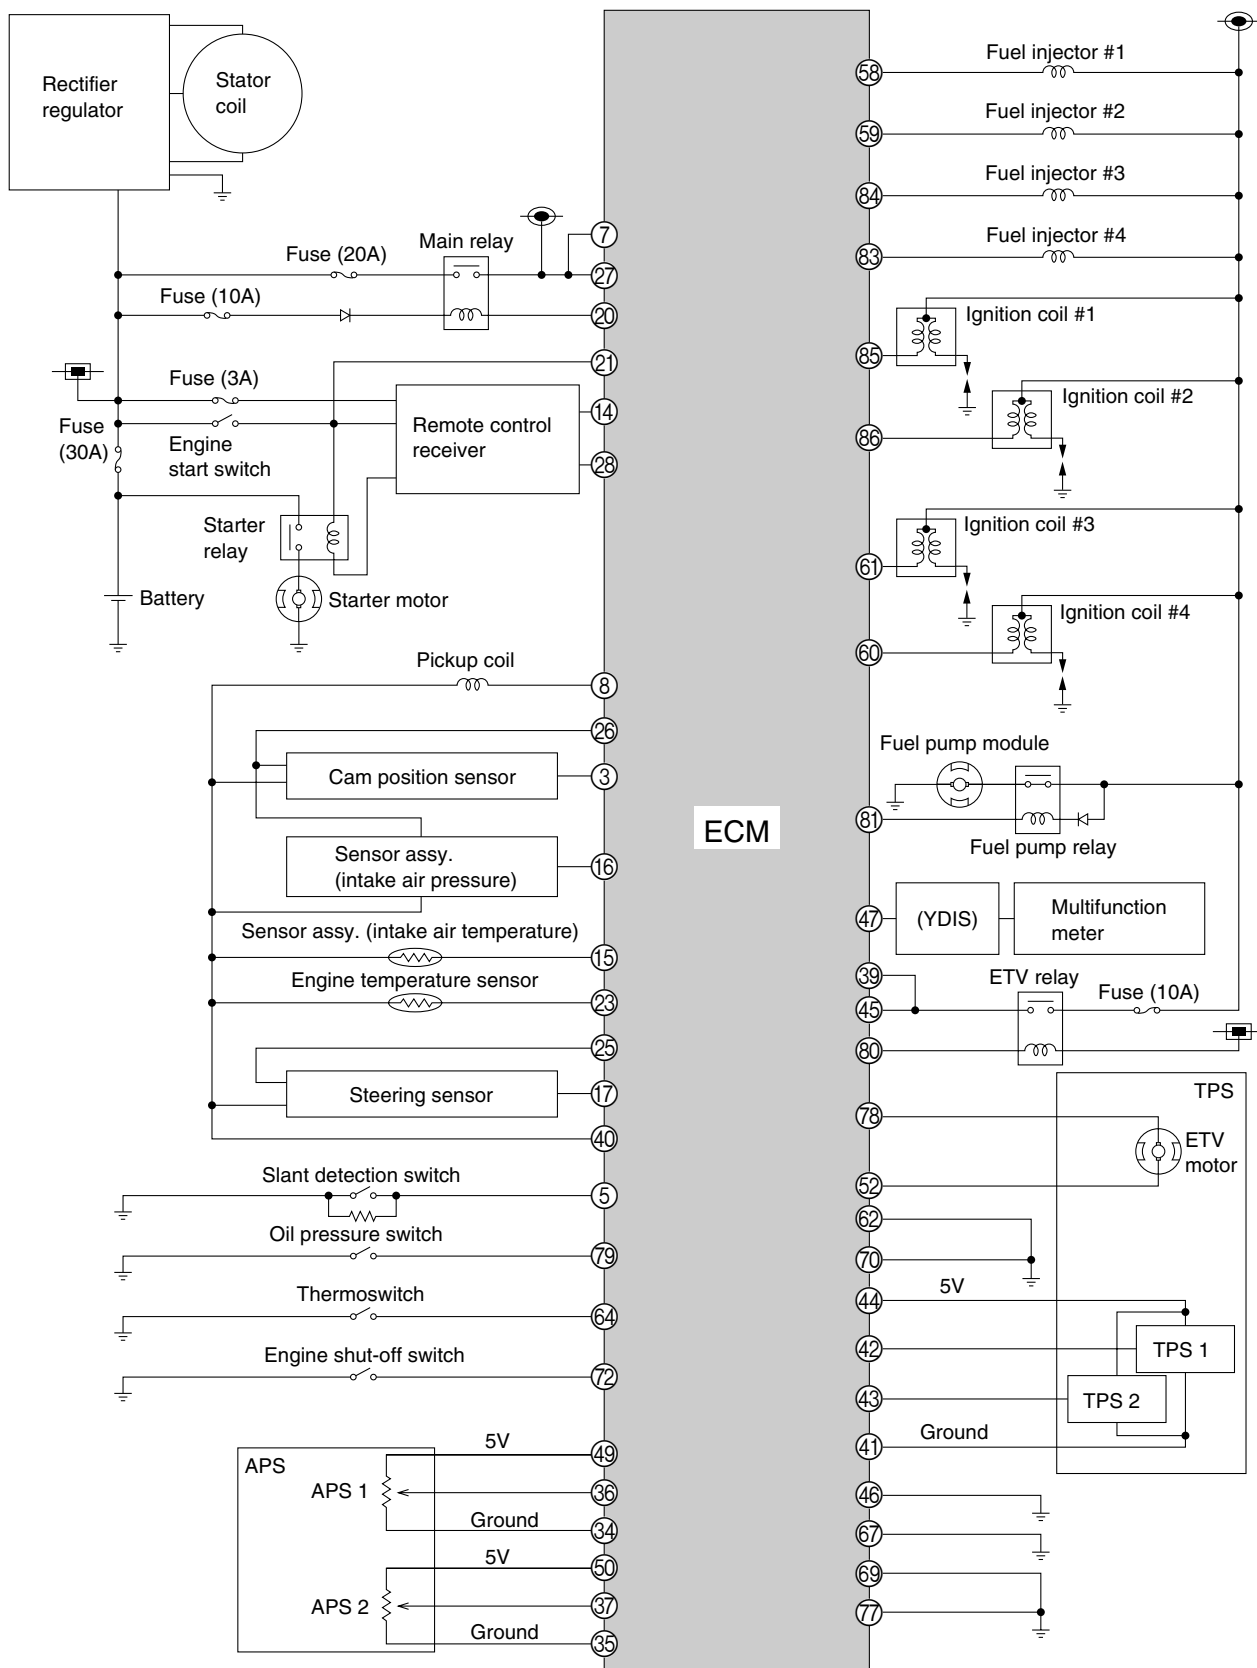 Rectifier
regulator
Stator
coil
Fuse (20A)
Main relay
Fuse (10A)
Fuse (3A)
Fuse
(30A)
Engine
start switch
Remote control
receiver
Starter
relay
Battery
Starter motor
Pickup coil
Cam position sensor
Sensor assy.
(intake air pressure)
Sensor assy. (intake air temperature)
Engine temperature sensor
Steering sensor
Slant detection switch
Oil pressure switch
Thermoswitch
Engine shut-off switch
APS
APS 1
5V
Ground
APS 2
5V
Ground
7
27
20
21
14
28
8
26
3
16
15
23
25
17
40
5
79
64
72
49
36
34
50
37
35
ECM
58
59
84
83
85
86
61
60
81
47
39
45
80
78
52
62
70
44
42
43
41
46
67
69
77
Fuel injector #1
Fuel injector #2
Fuel injector #3
Fuel injector #4
Ignition coil #1
Ignition coil #2
Ignition coil #3
Ignition coil #4
Fuel pump module
Fuel pump relay
(YDIS)
Multifunction
meter
ETV relay
Fuse (10A)
TPS
ETV
motor
5V
TPS 1
TPS 2
Ground